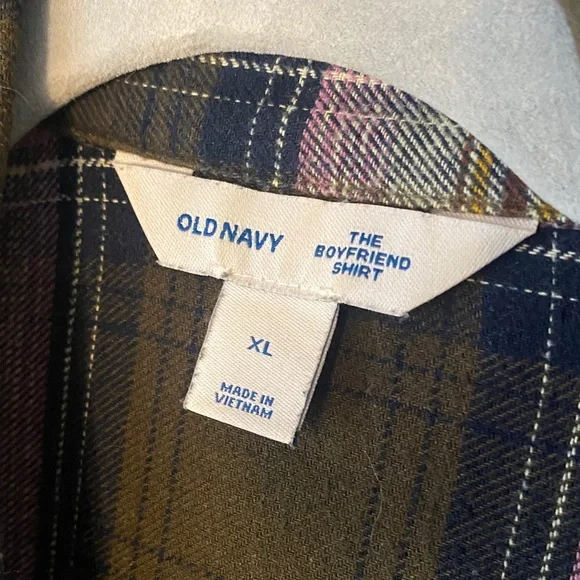 OLD NAVY
THE
BOYFRIEND
SHIRT
XL
MADE IN
VIETNAM